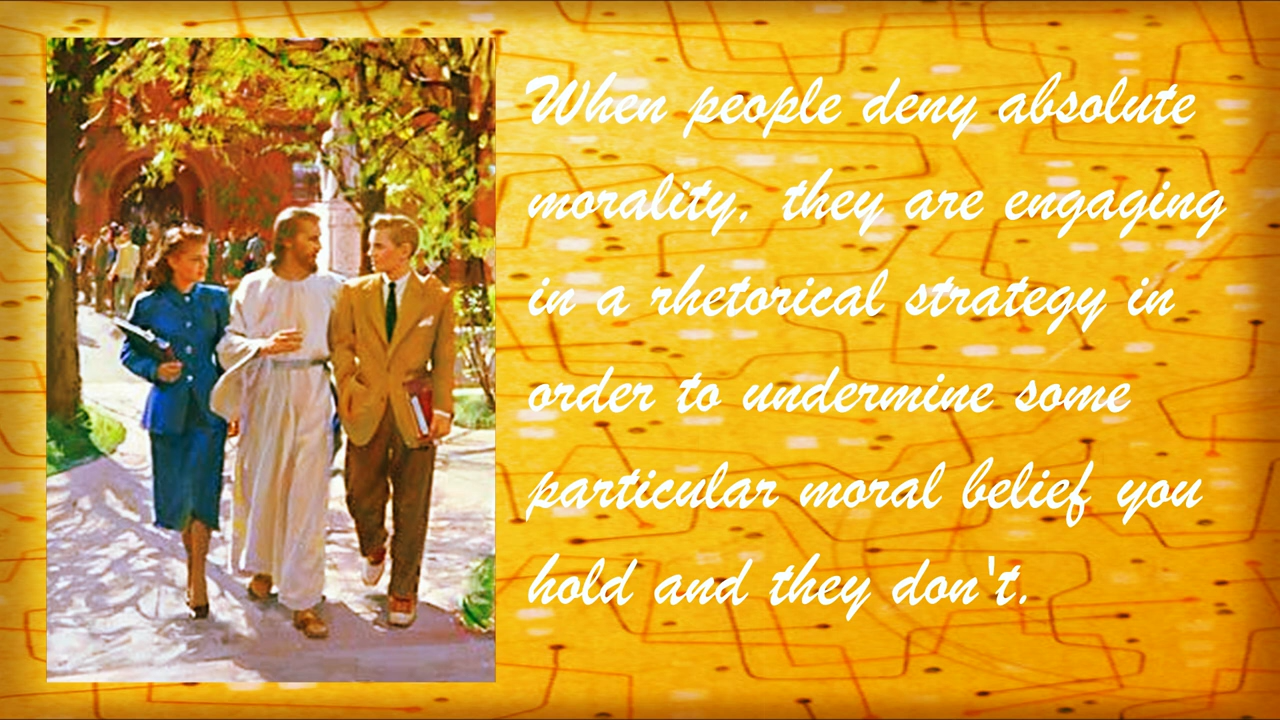 When people deny absolute
morality, they are engaging
in a rhetorical strategy in
order to undermine some
particular moral belief you
hold and they don't.